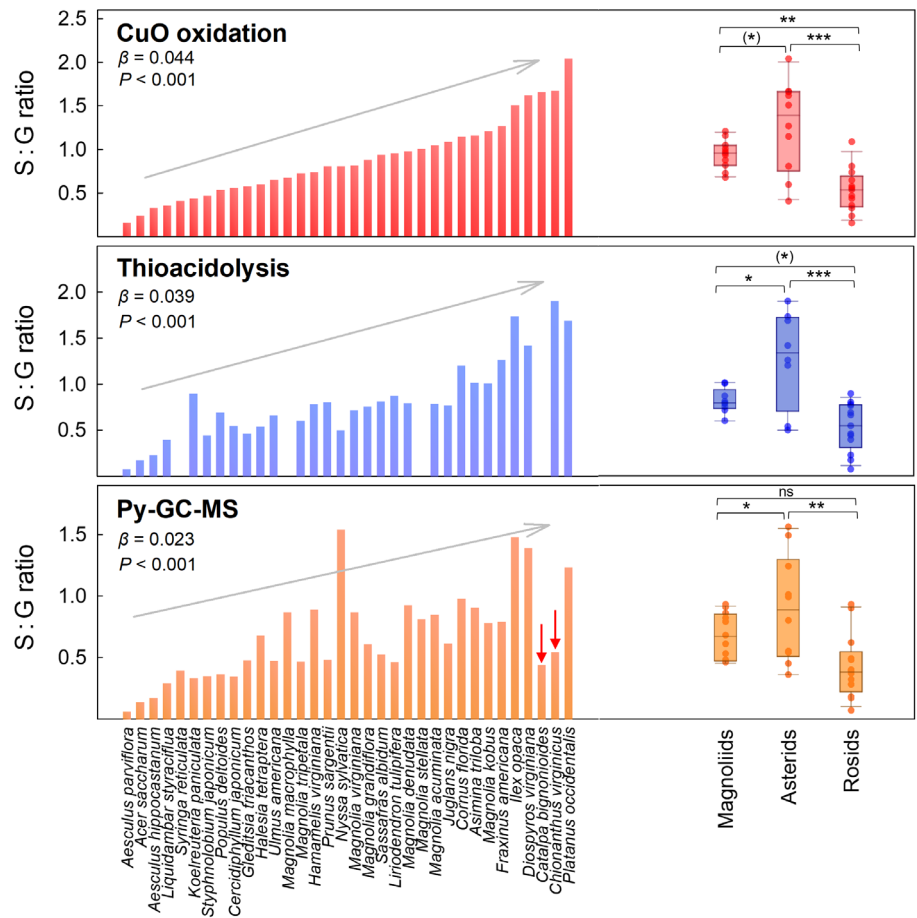 CuO oxidation
β = 0.044
P < 0.001
S : G ratio
2.5
2.0
1.5
1.0
0.5
**
(*)
***
Thioacidolysis
β = 0.039
P < 0.001
S : G ratio
2.0
1.5
1.0
0.5
(*)
*
***
Py-GC-MS
β = 0.023
P < 0.001
S : G ratio
1.5
1.0
0.5
ns
*
**
Aesculus parviflora
Acer sacharum
Aesculus hippocastanum
Liquidambar styraciflua
Syringa reticulata
Koelreuteria paniculata
Styphnolobum japonicum
Populus deltoides
Cercidiphyllum japonicum
Gleditsia triacanthos
Halesia tetraptera
Ulmus americana
Magnolia macrophylla
Magnolia tripetala
Hamamelis virginiana
Prunus sargentii
Nyssa sylvatica
Magnolia virginiana
Magnolia grandiflora
Sassafras albidum
Liriodendron tulipifera
Magnolia denudata
Magnolia stellata
Magnolia acuminata
Juglans nigra
Cornus florida
Asimina triloba
Magnolia kobus
Fraxinus americana
Ilex opaca
Diospyros virginiana
Catalpa bignonioides
Chionanthus virginicus
Platanus occidentalis
Magnoliids
Asterids
Rosids